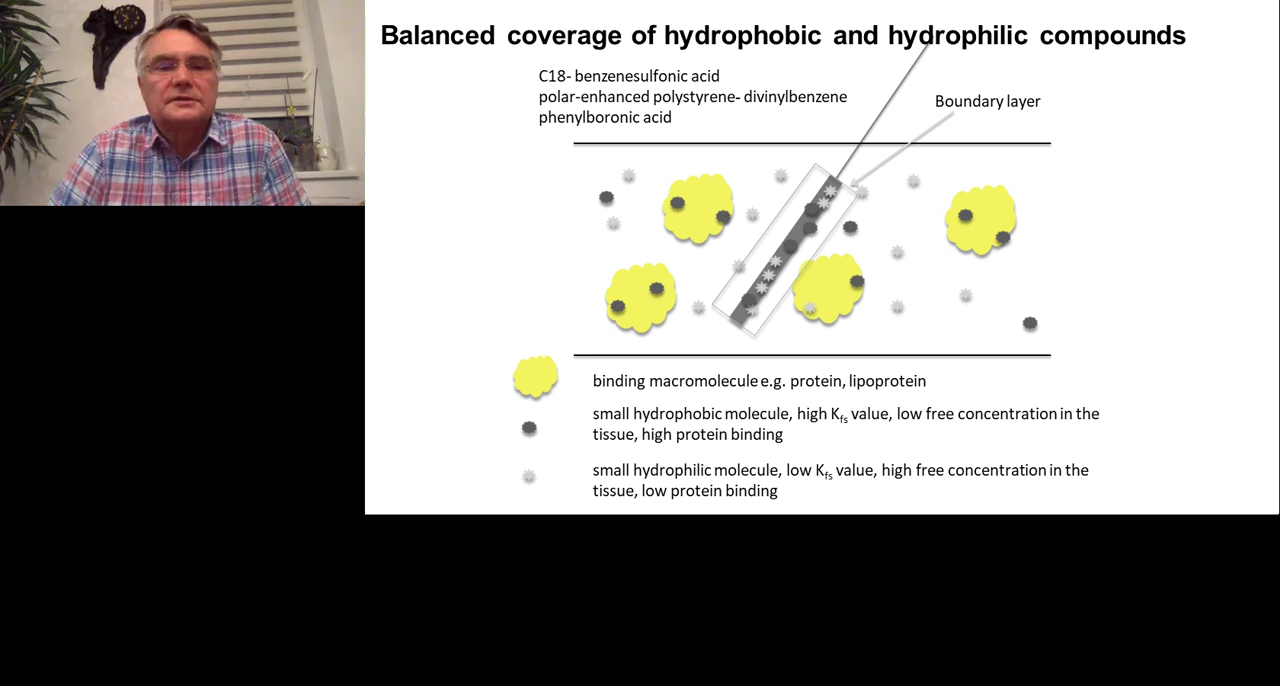 Balanced coverage of hydrophobic and hydrophilic compounds
C18- benzenesulfonic acid
polar-enhanced polystyrene- divinylbenzene
phenylboronic acid
Boundary layer
binding macromolecule e.g. protein, lipoprotein
small hydrophobic molecule, high Kfs value, low free concentration in the
tissue, high protein binding
small hydrophilic molecule, low Kfs value, high free concentration in the
tissue, low protein binding